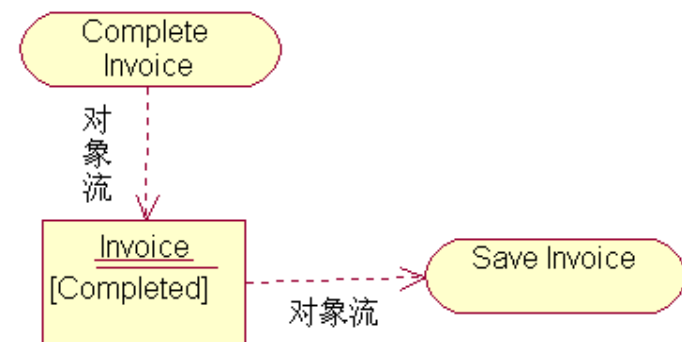 Complete
Invoice
对
象
流
Invoice
[Completed]
Save Invoice
对象流